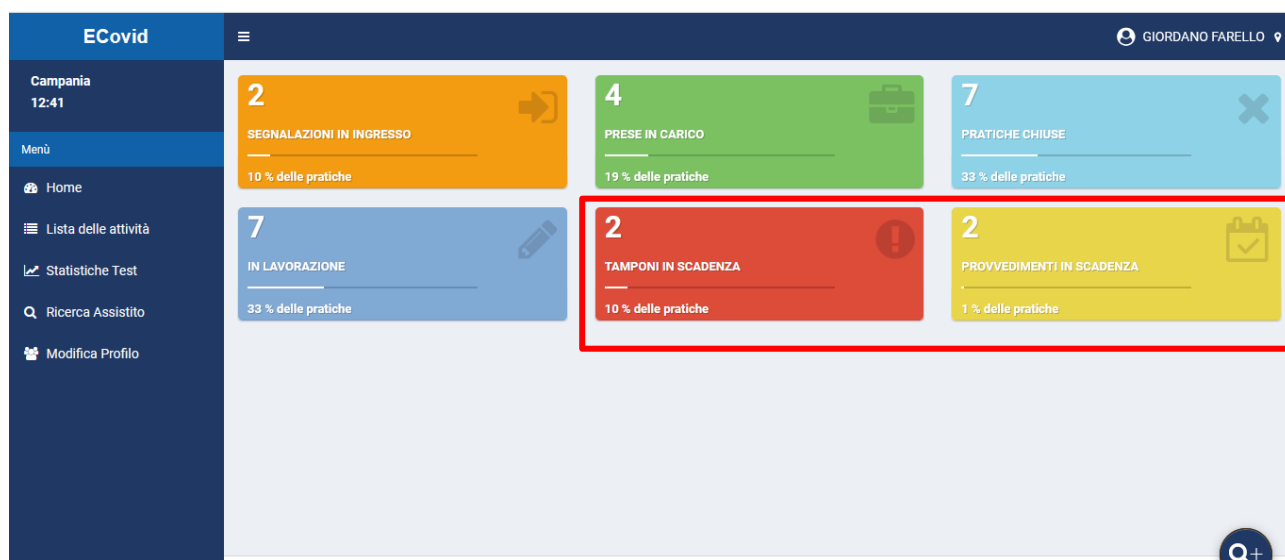 ECovid
GIORDANO FARELLO
Campania
12:41
Menù
Home
Lista delle attività
Statistiche Test
Ricerca Assistito
Modifica Profilo
2
SEGNALAZIONI IN INGRESSO
10 % delle pratiche
4
PRESE IN CARICO
19 % delle pratiche
7
PRATICHE CHIUSE
33 % delle pratiche
7
IN LAVORAZIONE
33 % delle pratiche
2
TAMPONI IN SCADENZA
10 % delle pratiche
2
PROVVEDIMENTI IN SCADENZA
1 % delle pratiche